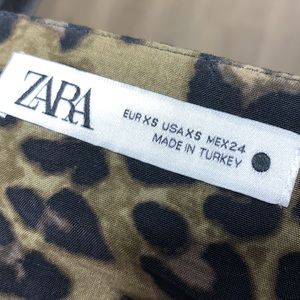 ZARA
EUR XS USA XS MEX 24
MADE IN TURKEY